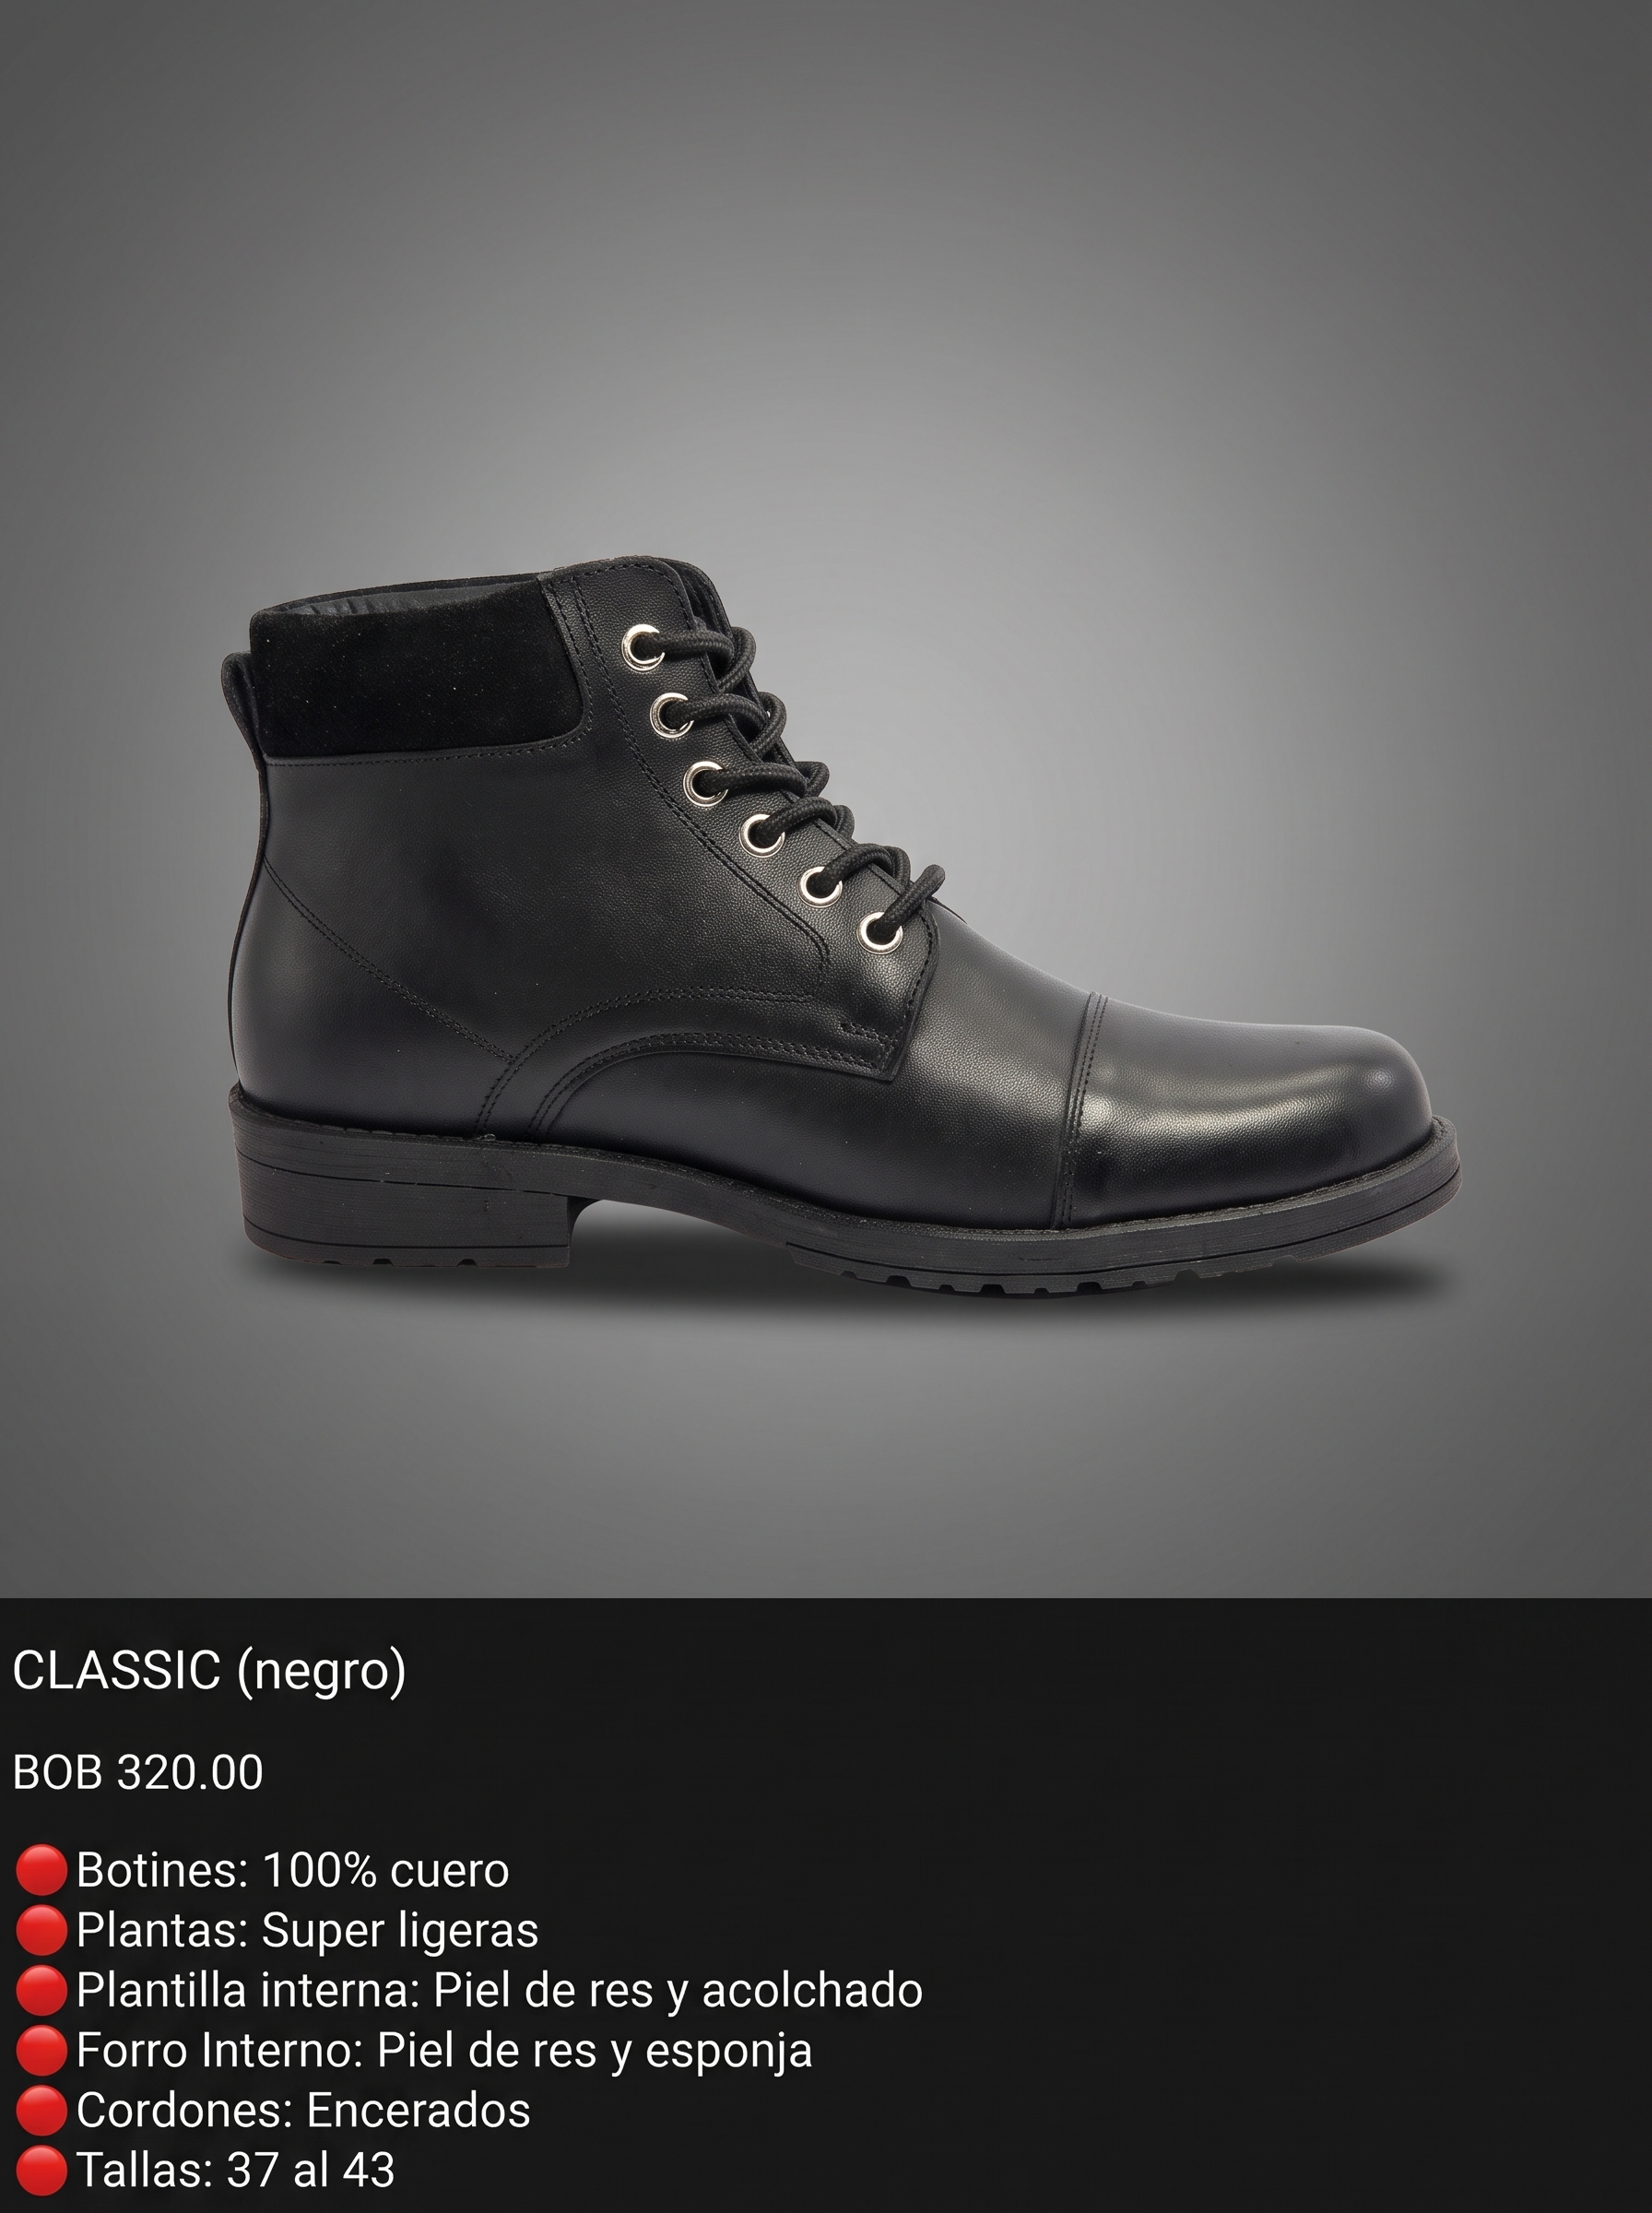 CLASSIC (negro)
BOB 320.00
🔴Botines: 100% cuero
🔴Plantas: Super ligeras
🔴Plantilla interna: Piel de res y acolchado
🔴Forro Interno: Piel de res y esponja
🔴Cordones: Encerados
🔴Tallas: 37 al 43